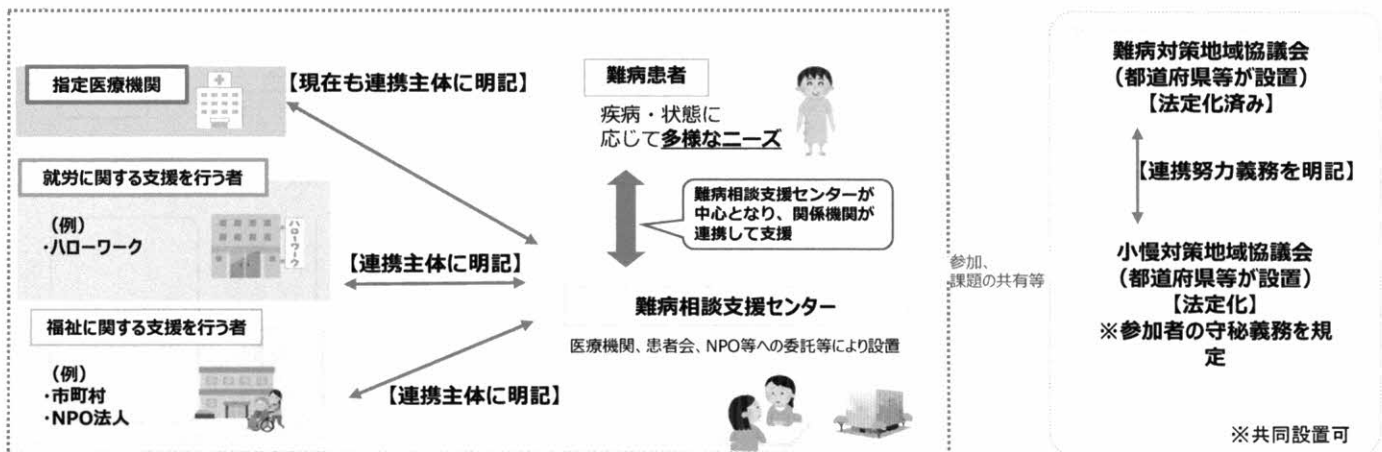 指定医療機関
【現在も連携主体に明記】
就労に関する支援を行う者
(例)
・ハローワーク
ハローワーク
【連携主体に明記】
福祉に関する支援を行う者
(例)
・市町村
・NPO法人
【連携主体に明記】
難病患者
疾病・状態に
応じて多様なニーズ
難病相談支援センターが
中心となり、関係機関が
連携して支援
難病相談支援センター
医療機関、患者会、NPO等への委託等により設置
参加、
課題の共有等
難病対策地域協議会
(都道府県等が設置)
【法定化済み】
【連携努力義務を明記】
小慢対策地域協議会
(都道府県等が設置)
【法定化】
※参加者の守秘義務を規
定
※共同設置可